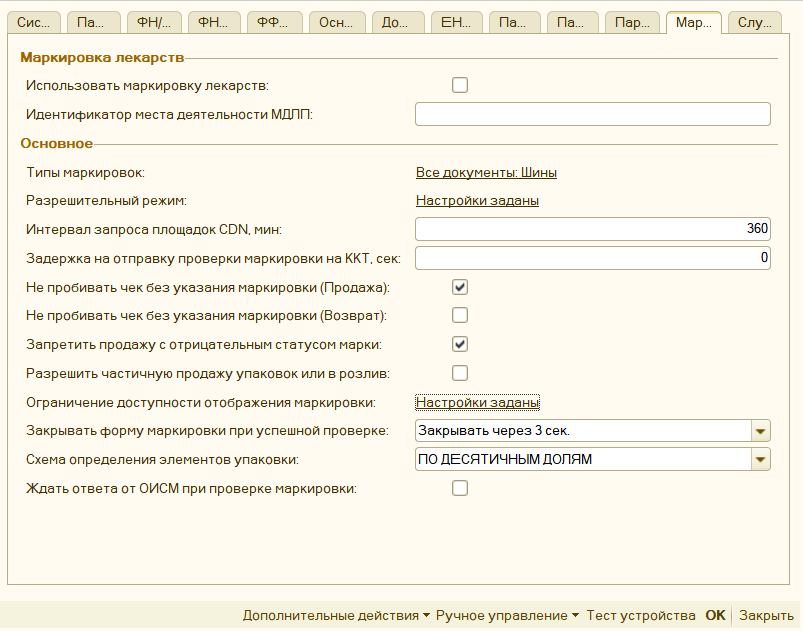 Сис... Па... ФН/... ФН... ФФ... Осн... До... ЕН... Па... Па... Пар... Мар... Слу...
Маркировка лекарств
Использовать маркировку лекарств:
Идентификатор места деятельности МДЛП:
Основное
Типы маркировок: Все документы: Шины
Разрешительный режим: Настройки заданы
Интервал запроса площадок CDN, мин: 360
Задержка на отправку проверки маркировки на ККТ, сек: 0
Не пробивать чек без указания маркировки (Продажа):
Не пробивать чек без указания маркировки (Возврат):
Запретить продажу с отрицательным статусом марки:
Разрешить частичную продажу упаковок или в розлив:
Ограничение доступности отображения маркировки: Настройки заданы
Закрывать форму маркировки при успешной проверке: Закрывать через 3 сек.
Схема определения элементов упаковки: ПО ДЕСЯТИЧНЫМ ДОЛЯМ
Ждать ответа от ОИСМ при проверке маркировки:
Дополнительные действия Ручное управление Тест устройства OK Закрыть